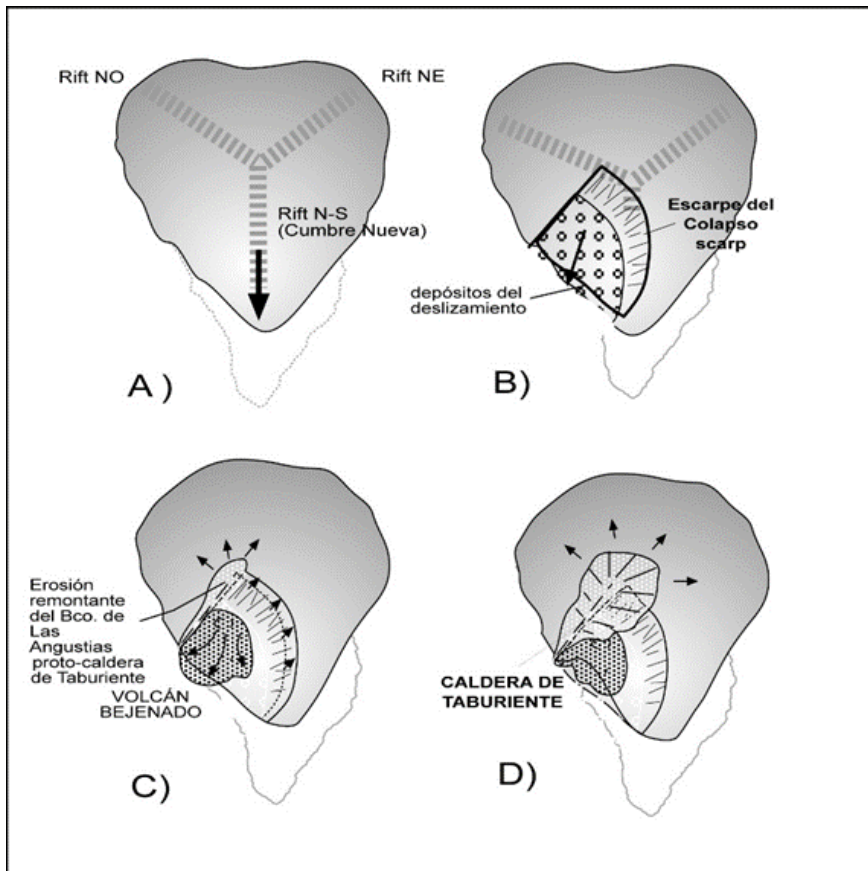 Rift NO
Rift NE
Rift N-S
(Cumbre Nueva)
A )
Escarpe del
Colapso
scarp
depósitos del
deslizamiento
B)
Erosión
remontante
del Bco. de
Las
Angustias
proto-caldera
de Taburiente
VOLCÁN
BEJENADO
C)
CALDERA DE
TABURIENTE
D)